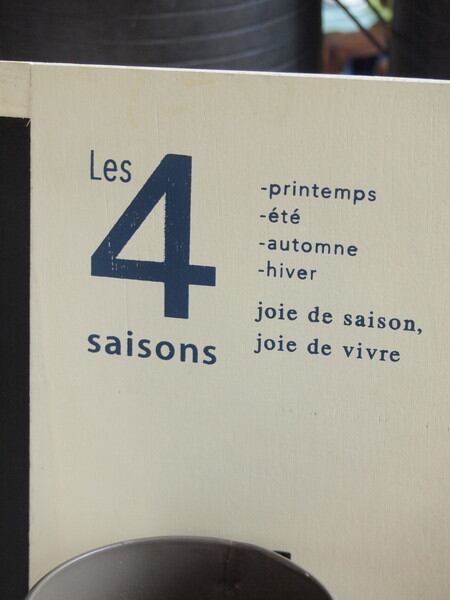 Les
4
saisons
-printemps
-été
-automne
-hiver
joie de saison,
joie de vivre